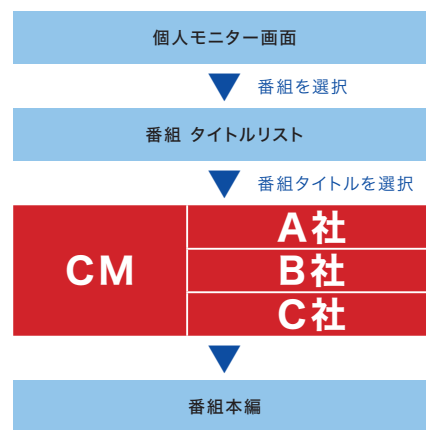 個人モニター画面
番組を選択
番組 タイトルリスト
番組タイトルを選択
CM
A社
B社
C社
番組本編